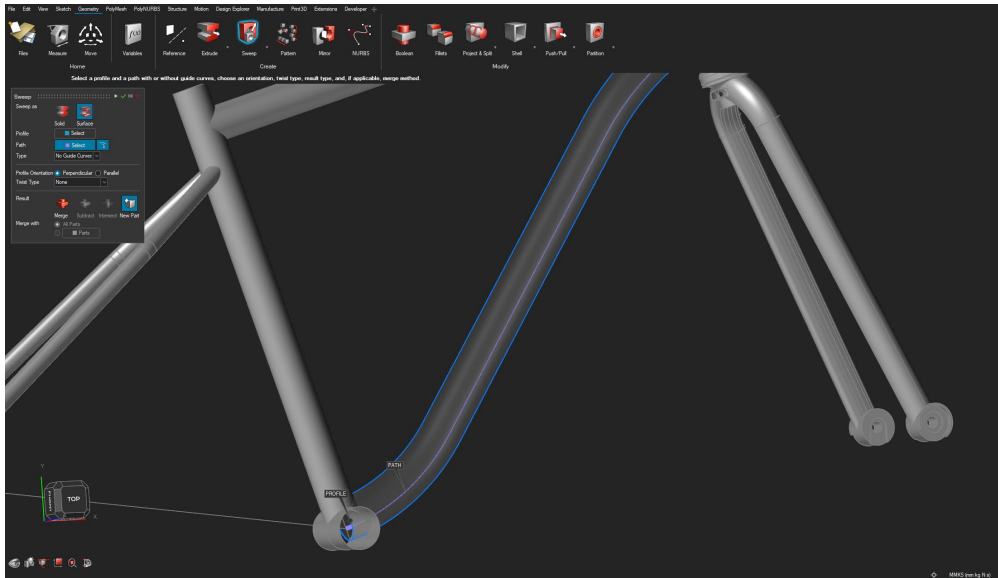 File Edit View Sketch Geometry PolyMesh PolyNURBS Structure Motion Design Explorer Manufacture Print3D Extensions Developer
Files Measure Move Variables Reference Extrude Sweep Pattern Mirror NURBS Boolean Fillets Project & Split Shell Push/Pull Partition
Home Create Modify
Select a profile and a path with or without guide curves, choose an orientation, twist type, result type, and, if applicable, merge method.
Sweep
Sweep as
Solid Surface
Profile Select
Path Select
Type No Guide Curves
Profile Orientation Perpendicular Parallel
Twist Type None
Result
Merge Subtract Intersect New Part
Merge with All Parts
Parts
PATH
PROFILE
Y
TOP
X
MMKS (mm kg N s)